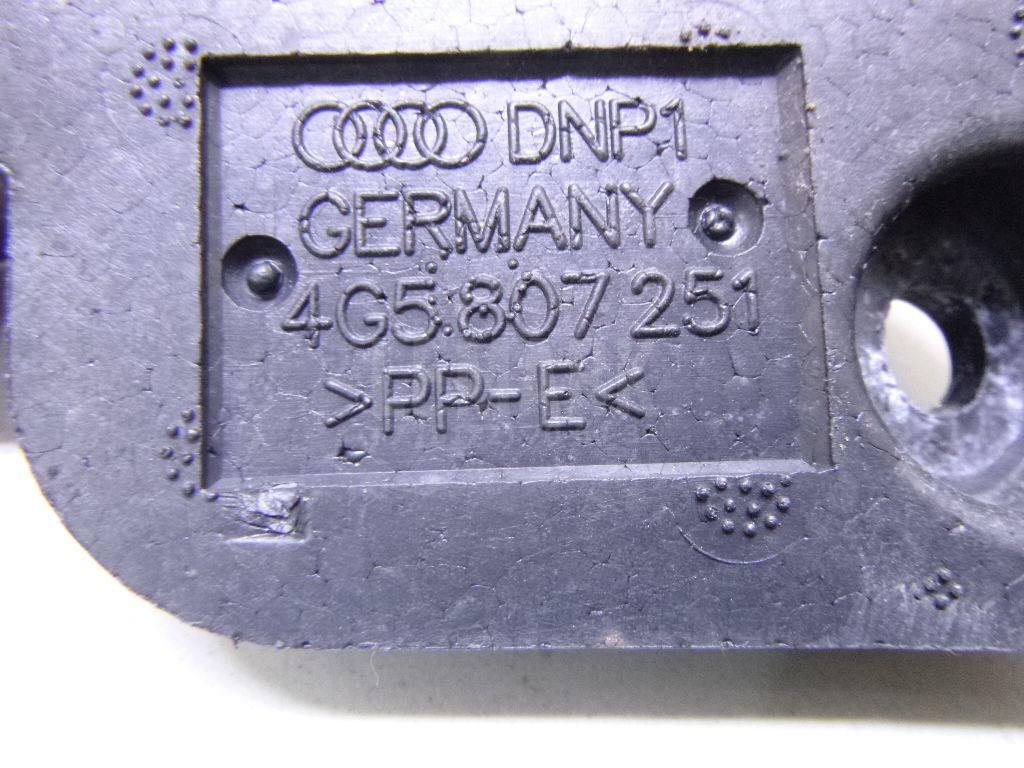 DNP1
GERMANY
4G5.807 251
>PP-E<